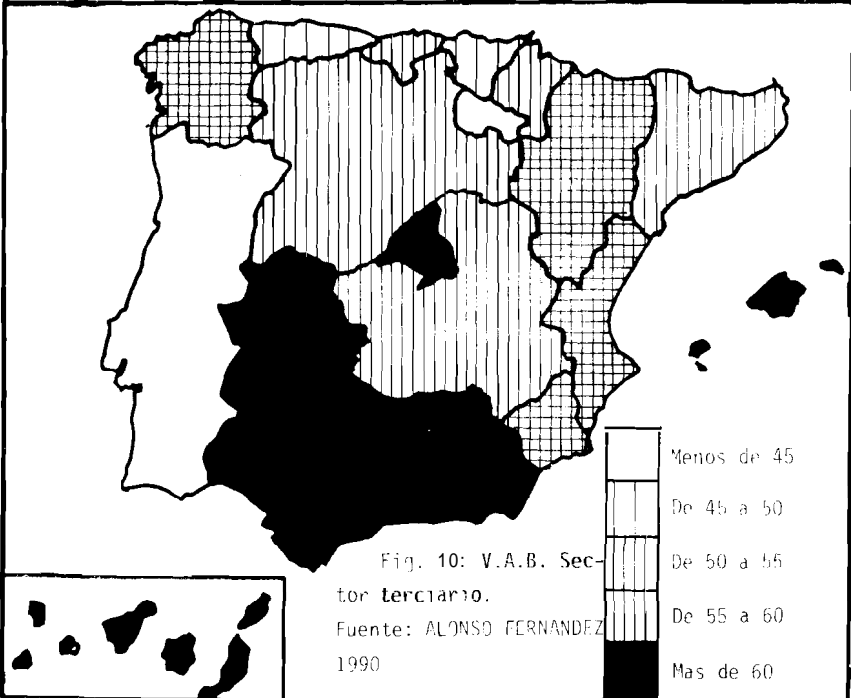 Menos de 45
De 45 a 50
De 50 a 55
De 55 a 60
Mas de 60
Fig. 10: V.A.B. Sec-
tor terciario.
Fuente: ALONSO FERNANDEZ
1990